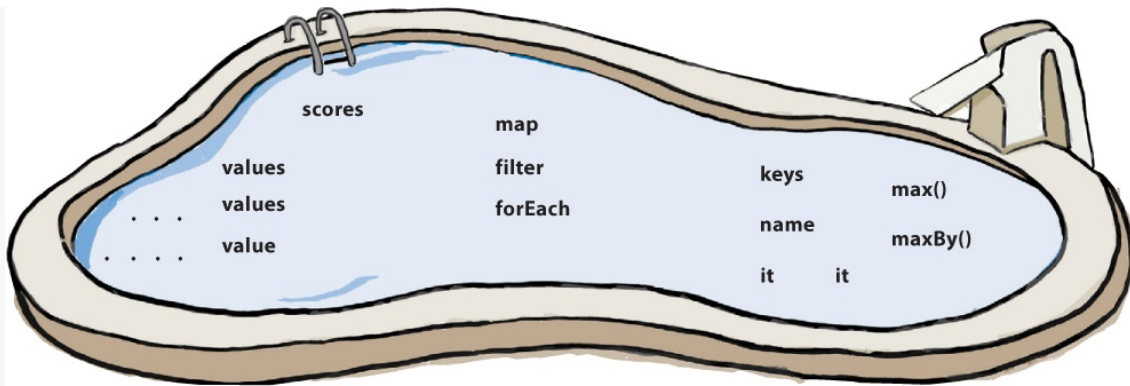 scores
map
values
filter
keys
max()
values
. . .
forEach
name
value
maxBy()
. . . .
it it